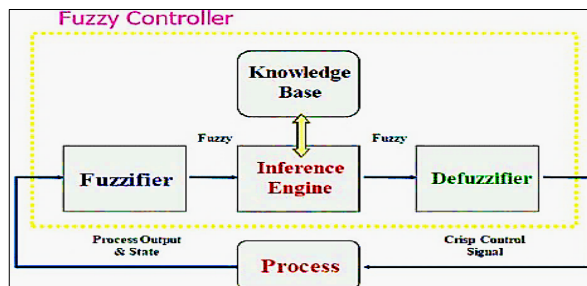 Fuzzy Controller
Knowledge
Base
Fuzzy
Fuzzy
Fuzzifier
Inference
Engine
Defuzzifier
Process Output
& State
Process
Crisp Control
Signal